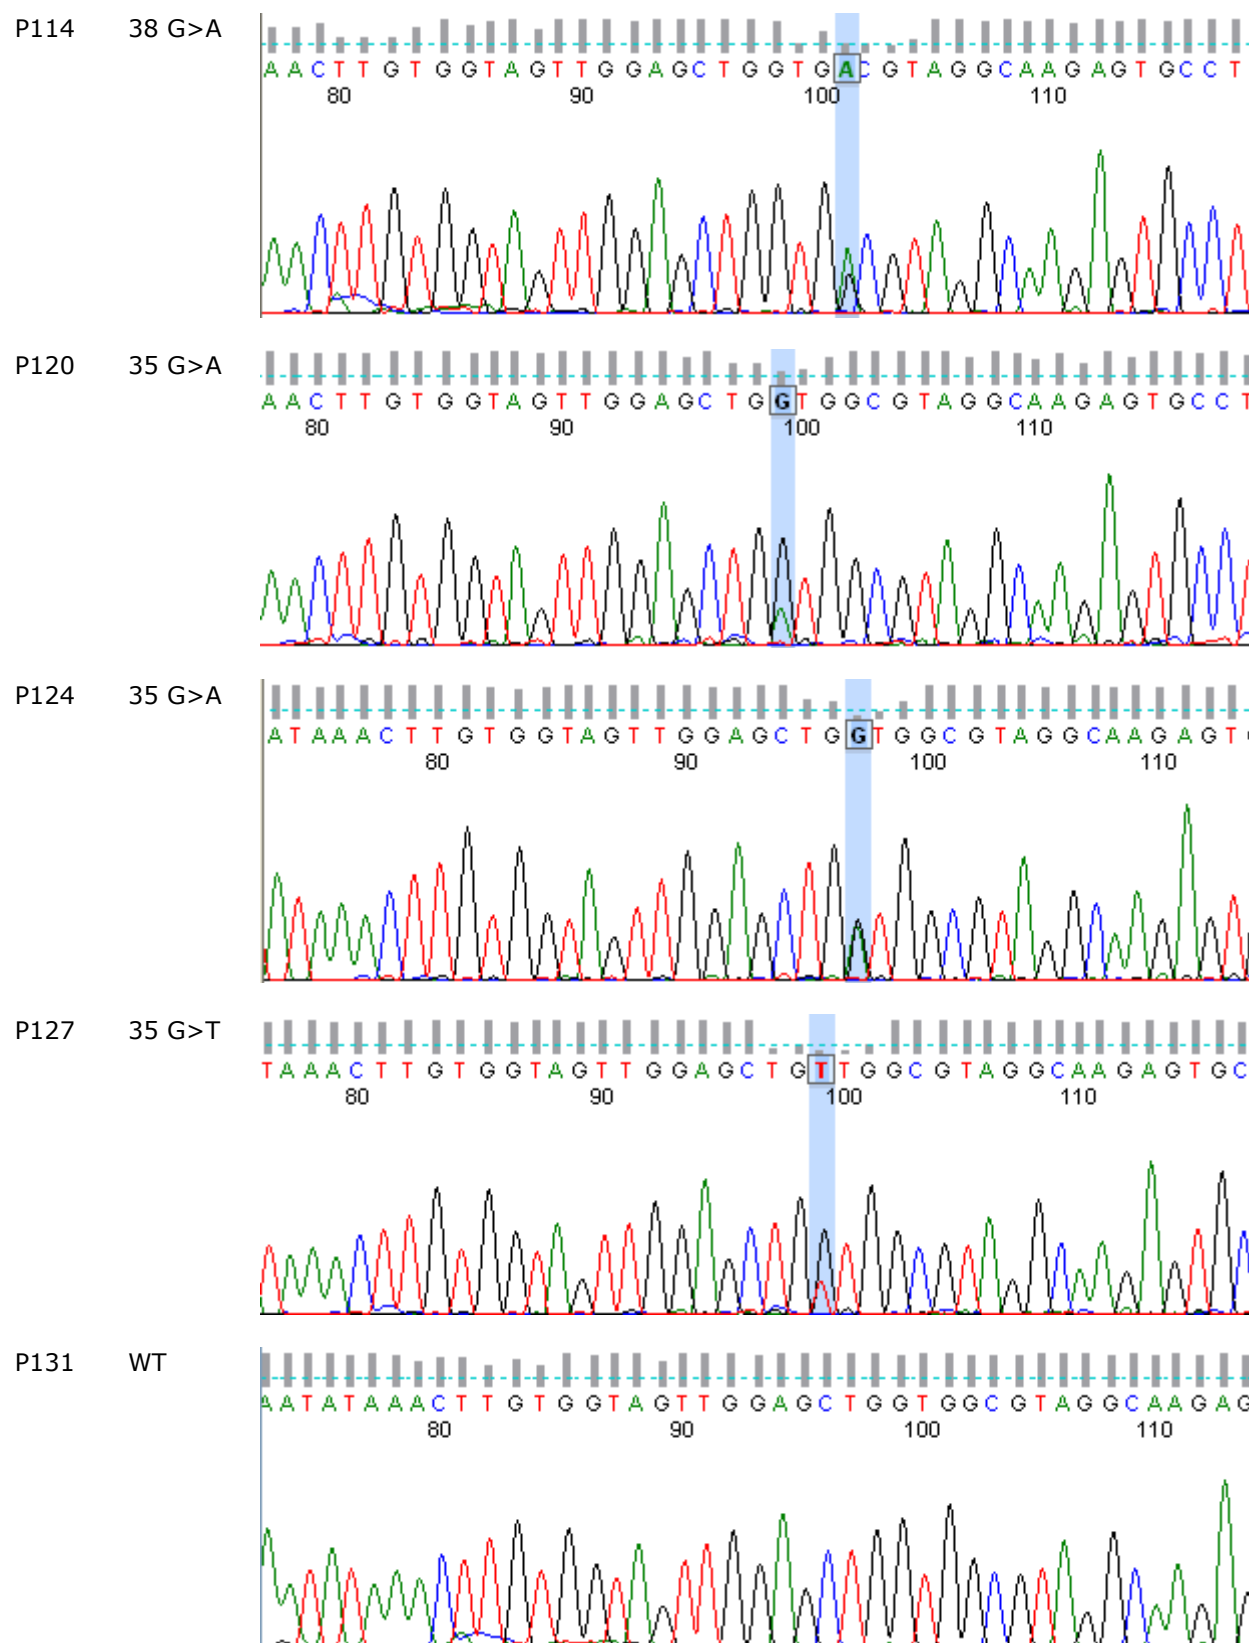 P114 38 G>A
A A C T T G T G G T A G T T G G A G C T G G T G A C G T A G G C A A G A G T G C C T
80 90 100 110
P120 35 G>A
A A C T T G T G G T A G T T G G A G C T G G T G G C G T A G G C A A G A G T G C C T
80 90 100 110
P124 35 G>A
A T A A A C T T G T G G T A G T T G G A G C T G G T G G C G T A G G C A A G A G T G
80 90 100 110
P127 35 G>T
T A A A C T T G T G G T A G T T G G A G C T G T T G G C G T A G G C A A G A G T G C
80 90 100 110
P131 WT
A A T A T A A A C T T G T G G T A G T T G G A G C T G G T G G C G T A G G C A A G A G
80 90 100 110